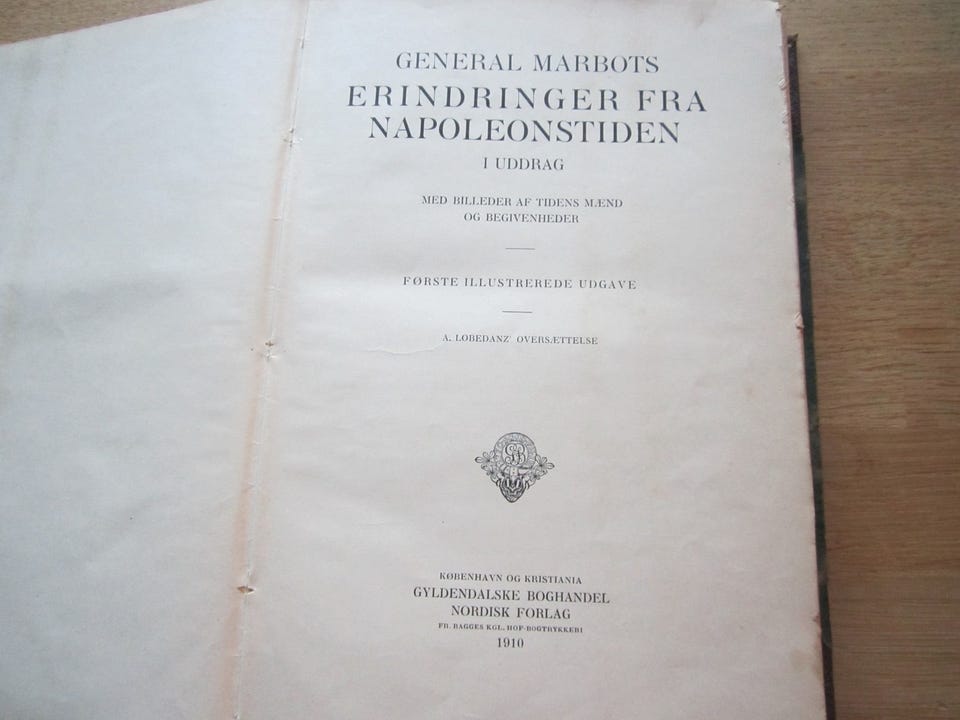 GENERAL MARBOTS
ERINDRINGER FRA
NAPOLEONSTIDEN
I UDDRAG
MED BILLEDER AF TIDENS MÆND
OG BEGIVENHEDER
FØRSTE ILLUSTREREDE UDGAVE
A. LOBEDANZ' OVERSÆTTELSE
KØBENHAVN OG KRISTIANIA
GYLDENDALSKE BOGHANDEL
NORDISK FORLAG
FR. BAGGES KGL. HOF-BOGTRYKKERI
1910